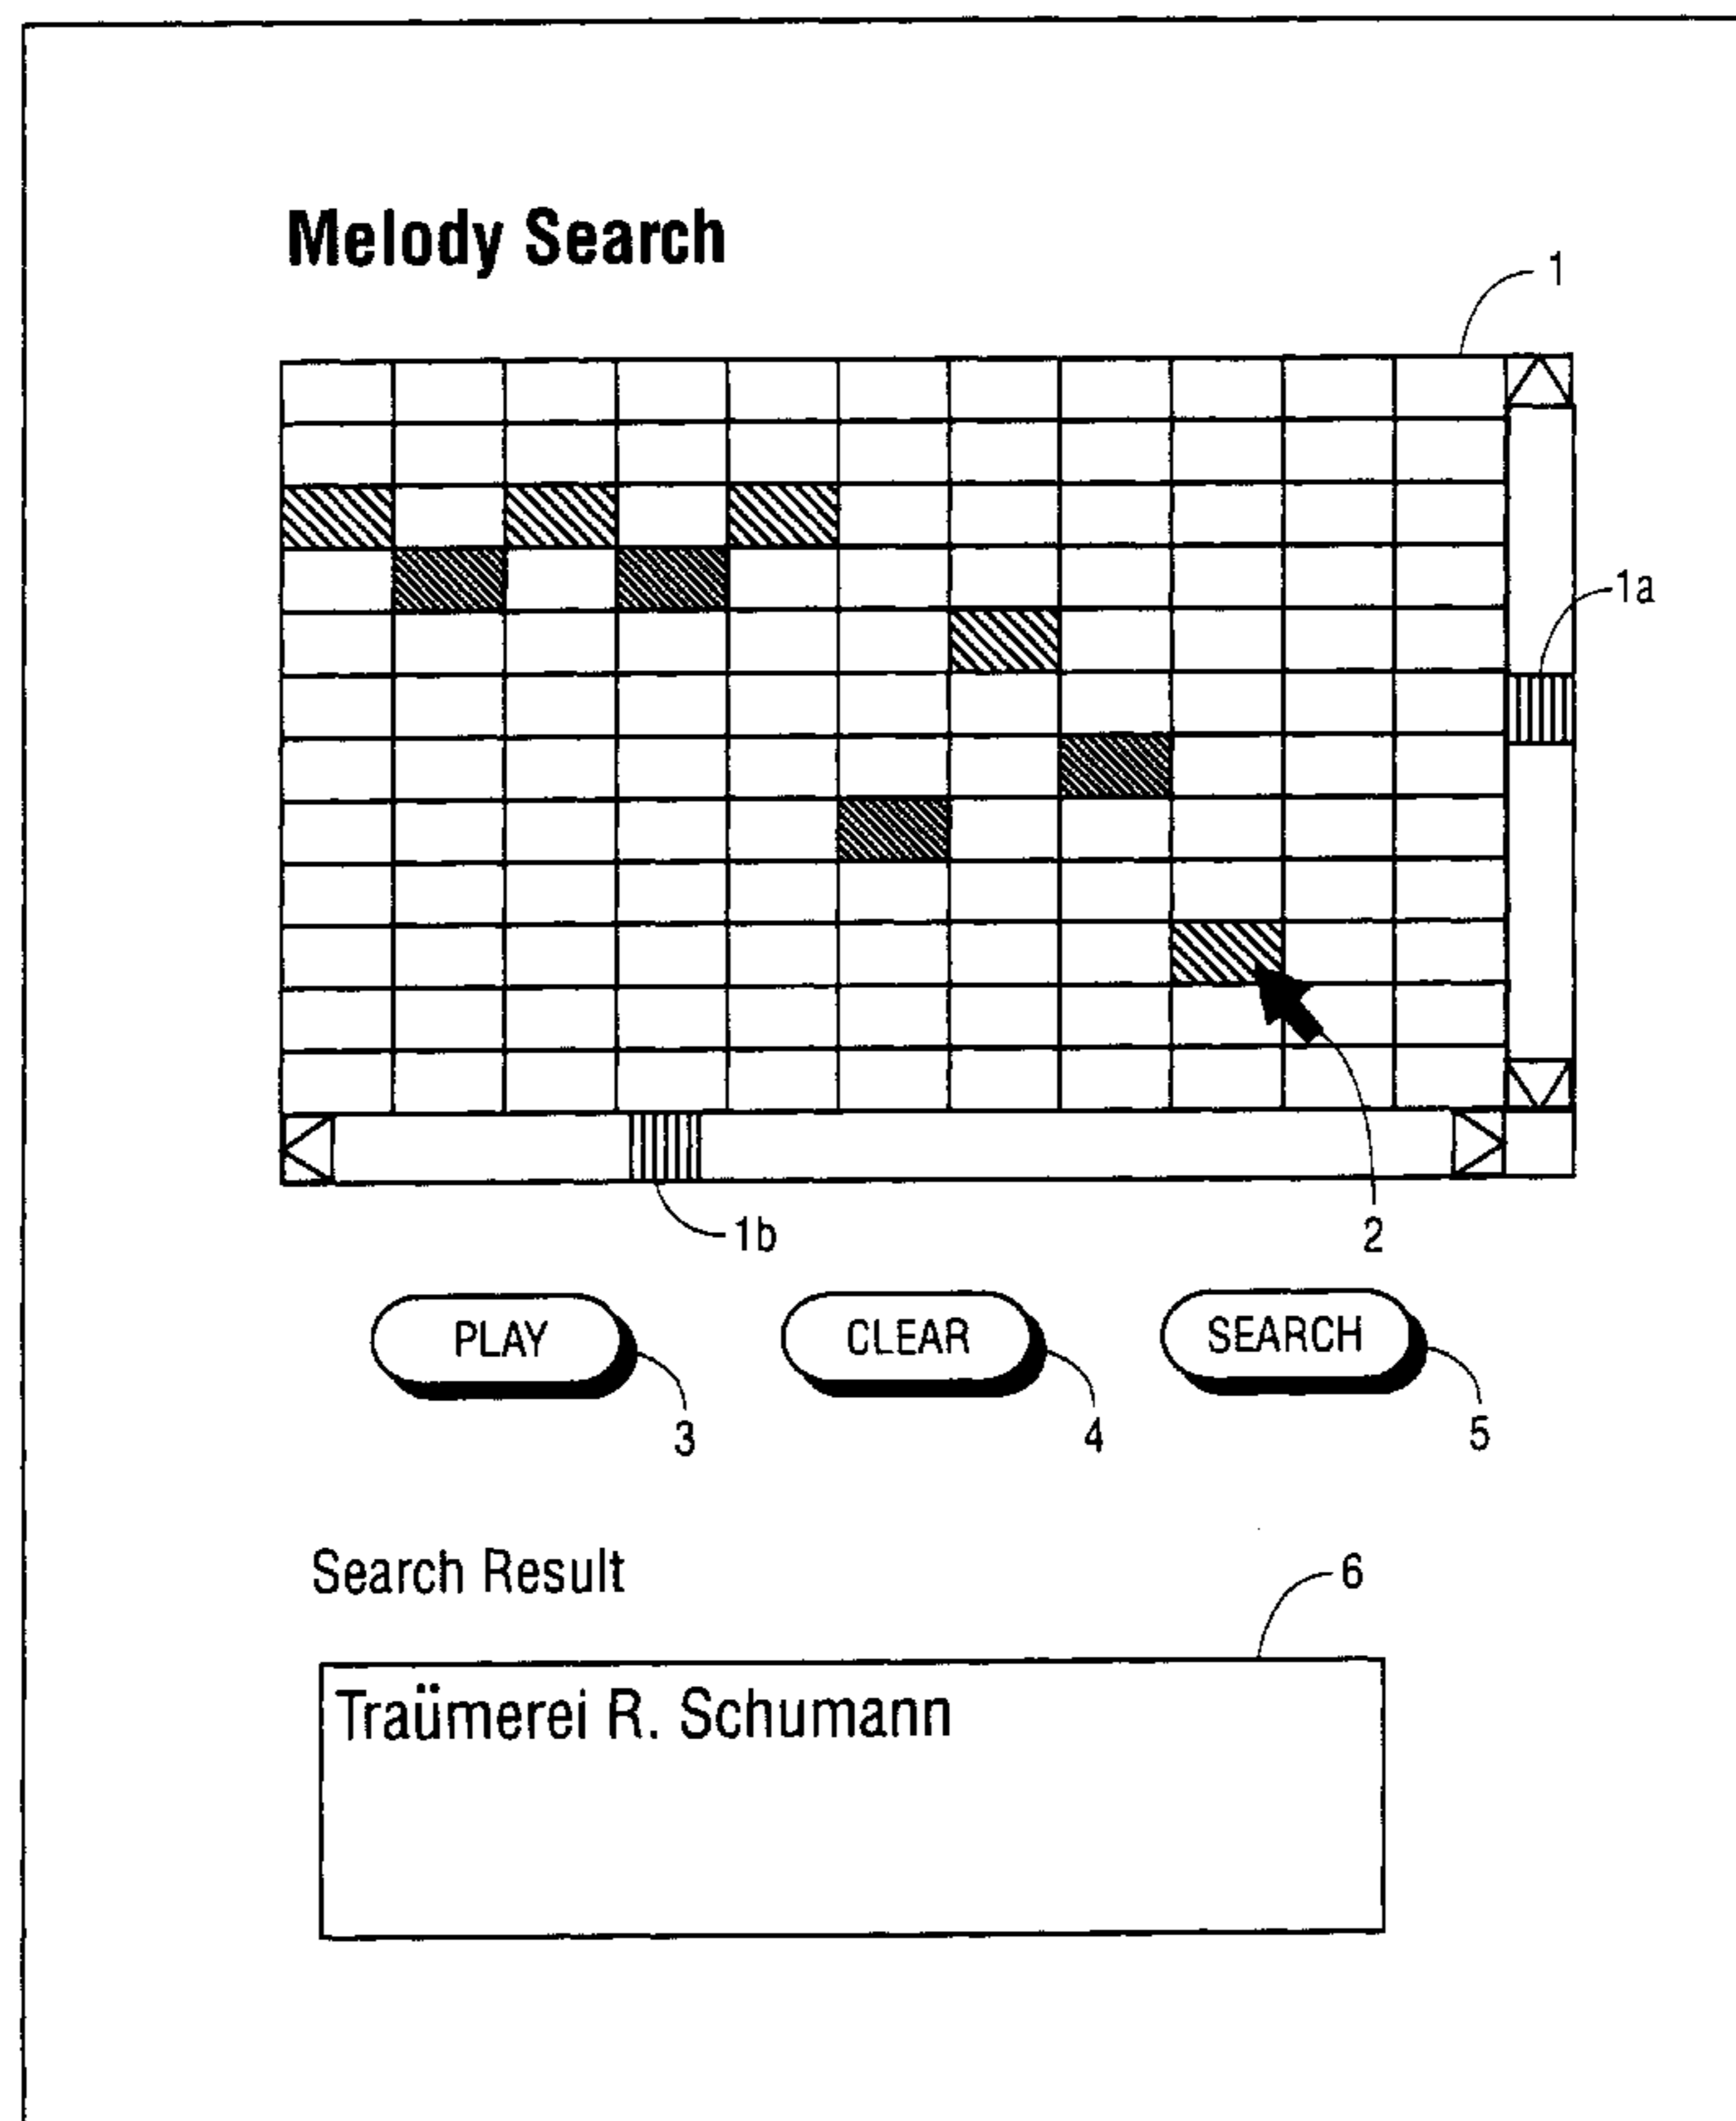 Melody Search
1
1a
1b
2
PLAY
CLEAR
SEARCH
3
4
5
Search Result
6
Traümerei R. Schumann